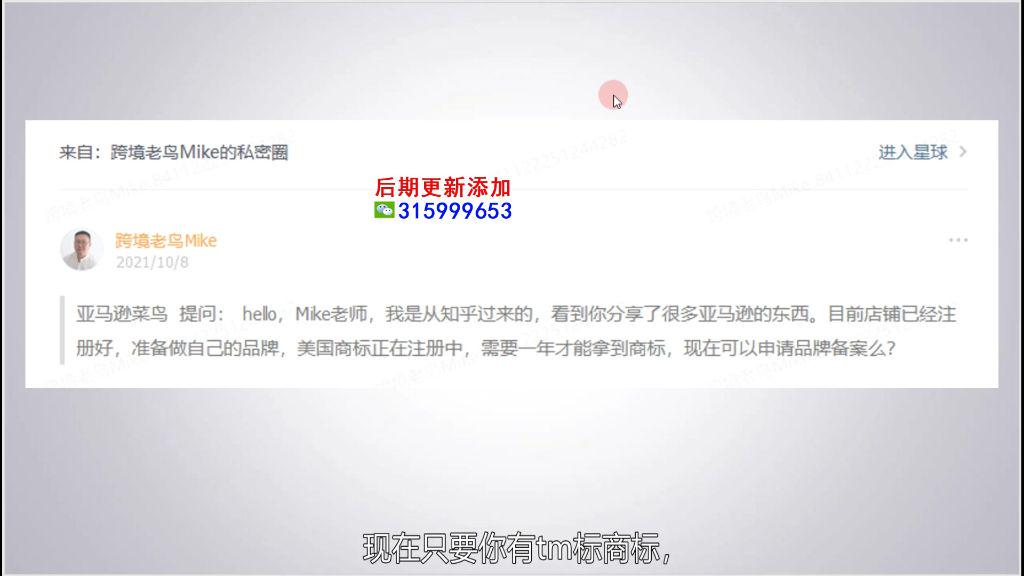 来自：跨境老鸟Mike的私密圈
进入星球
后期更新添加
315999653
跨境老鸟Mike
2021/10/8
亚马逊菜鸟 提问： hello，Mike老师，我是从知乎过来的，看到你分享了很多亚马逊的东西。目前店铺已经注
册好，准备做自己的品牌，美国商标正在注册中，需要一年才能拿到商标，现在可以申请品牌备案么？
现在只要你有tm标商标，